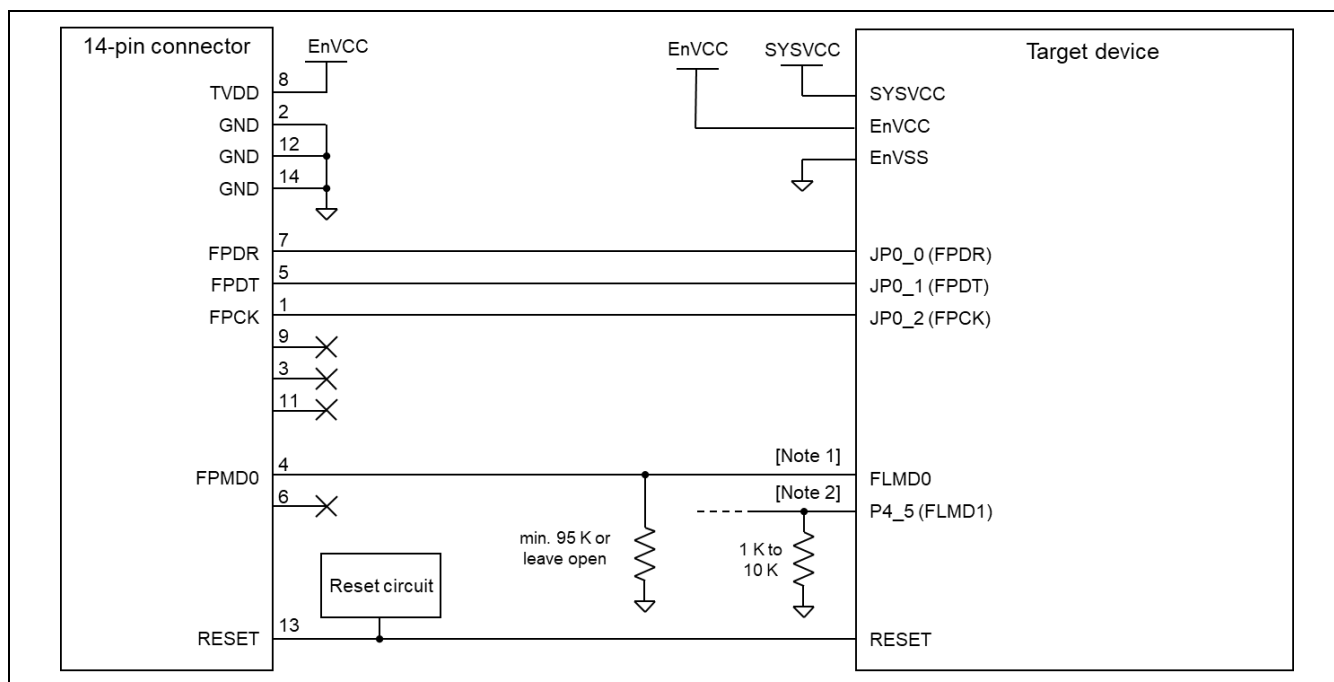 14-pin connector
EnVCC
EnVCC
SYSVCC
Target device
8
TVDD
SYSVCC
2
GND
EnVCC
12
GND
EnVSS
14
GND
7
FPDR
JP0_0 (FPDR)
5
FPDT
JP0_1 (FPDT)
1
FPCK
JP0_2 (FPCK)
9
3
11
4
FPMD0
[Note 1]
FLMD0
6
[Note 2]
P4_5 (FLMD1)
min. 95 K or
leave open
1 K to
10 K
Reset circuit
13
RESET
RESET